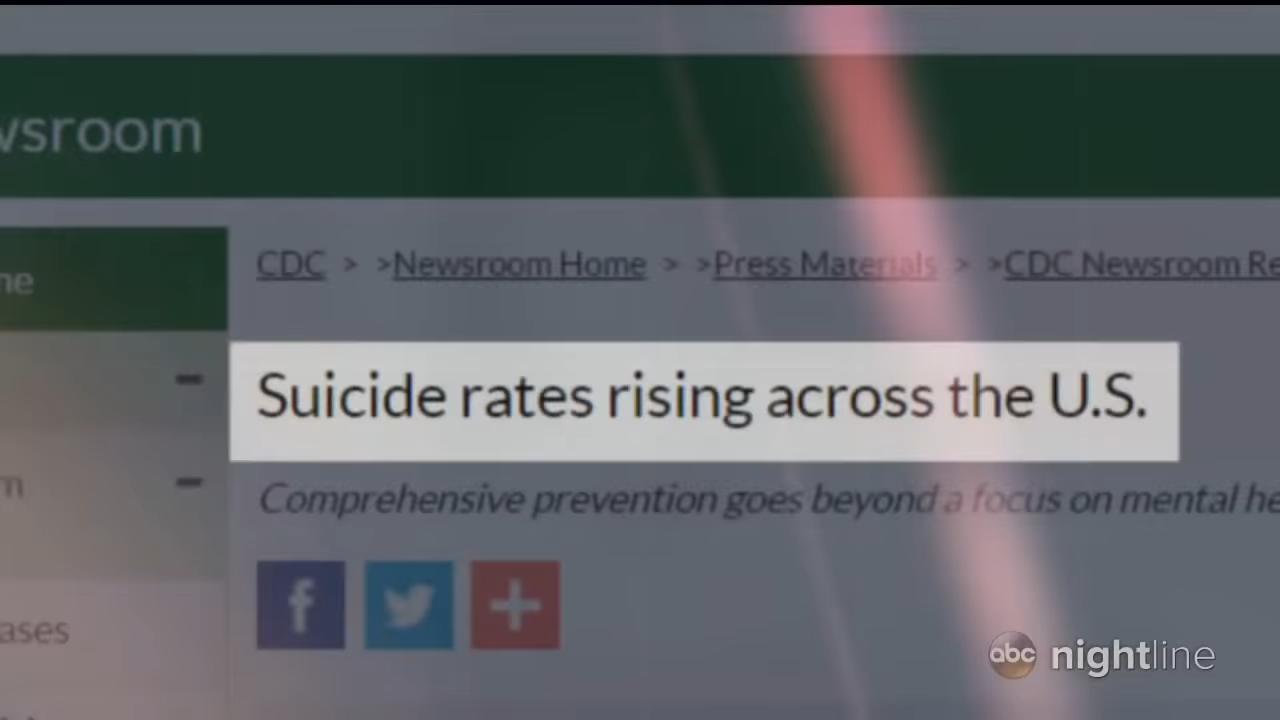 wsroom
CDC > >Newsroom Home > >Press Materials > >CDC Newsroom Re
me
Suicide rates rising across the U.S.
Comprehensive prevention goes beyond a focus on mental he
ases
abc nightline